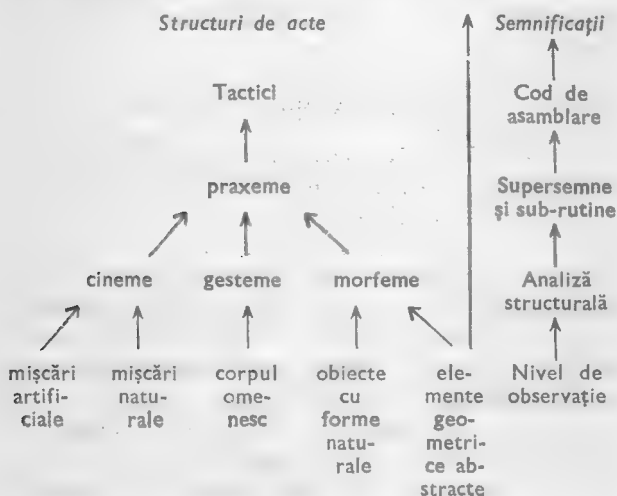 Structuri de acte
Semnificații
Tactici
Cod de
asamblare
praxeme
Supersemne
și sub-rutine
cineme
gesteme
morfeme
Analiză
structurală
mișcări
artifi-
ciale
mișcări
natu-
rale
corpul
ome-
nesc
obiecte
cu
forme
natu-
rale
ele-
mente
geo-
metri-
ce ab-
stracte
Nivel de
observație